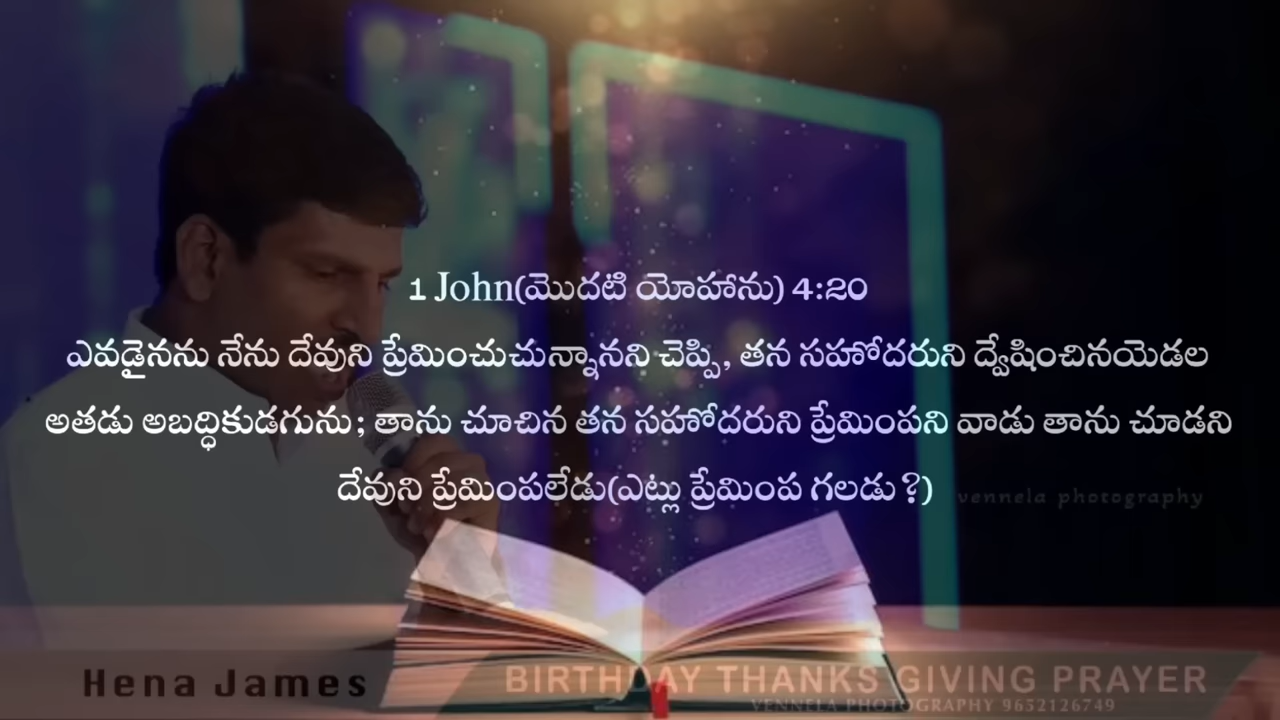 1 John(మొదటి యోహాను) 4:20
ఎవడైనను నేను దేవుని ప్రేమించుచున్నానని చెప్పి, తన సహోదరుని ద్వేషించినయెడల
అతడు అబద్ధికుడగును; తాను చూచిన తన సహోదరుని ప్రేమింపని వాడు తాను చూడని
దేవుని ప్రేమింపలేడు(ఎట్లు ప్రేమింప గలడు?)
vennela photography
Hena James
BIRTHDAY THANKS GIVING PRAYER
VENNELA PHOTOGRAPHY 9652126749